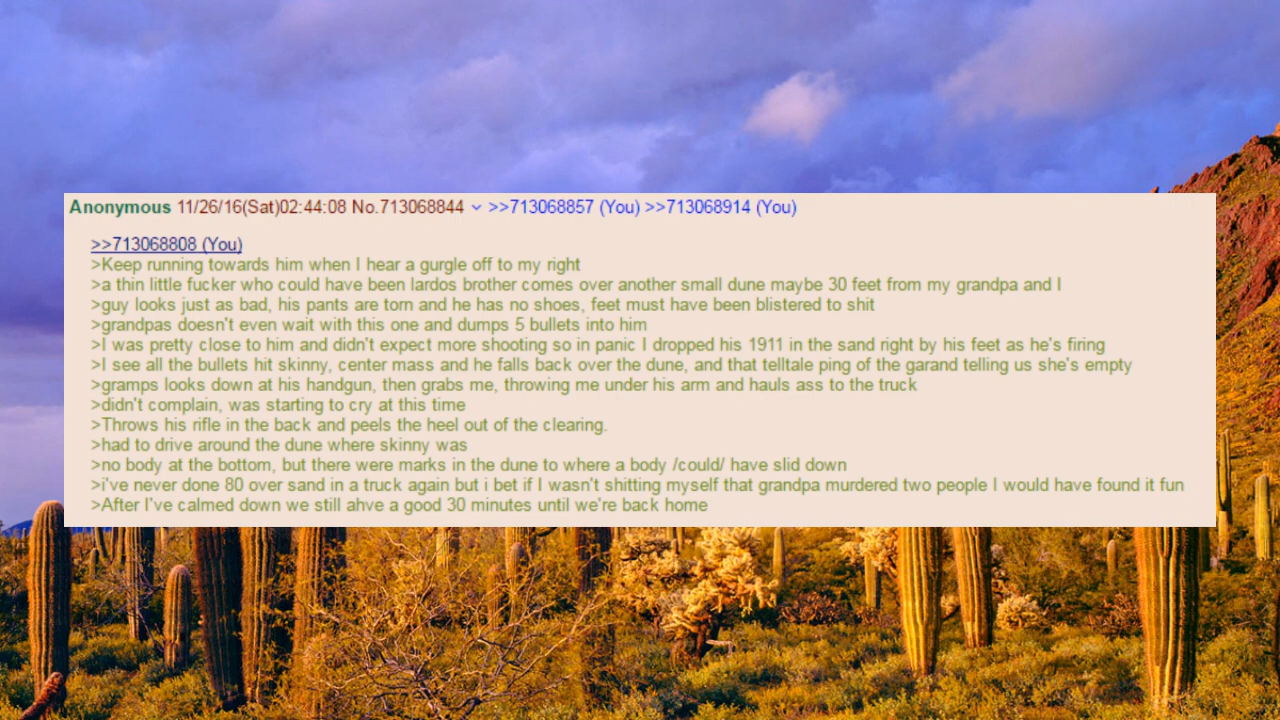 Anonymous 11/26/16(Sat)02:44:08 No.713068844 >>713068857 (You) >>713068914 (You)
>>713068808 (You)
>Keep running towards him when I hear a gurgle off to my right
>a thin little fucker who could have been lardos brother comes over another small dune maybe 30 feet from my grandpa and I
>guy looks just as bad, his pants are torn and he has no shoes, feet must have been blistered to shit
>grandpas doesn't even wait with this one and dumps 5 bullets into him
>I was pretty close to him and didn't expect more shooting so in panic I dropped his 1911 in the sand right by his feet as he's firing
>I see all the bullets hit skinny, center mass and he falls back over the dune, and that telltale ping of the garand telling us she's empty
>gramps looks down at his handgun, then grabs me, throwing me under his arm and hauls ass to the truck
>didn't complain, was starting to cry at this time
>Throws his rifle in the back and peels the heel out of the clearing.
>had to drive around the dune where skinny was
>no body at the bottom, but there were marks in the dune to where a body /could/ have slid down
>i've never done 80 over sand in a truck again but i bet if I wasn't shitting myself that grandpa murdered two people I would have found it fun
>After I've calmed down we still ahve a good 30 minutes until we're back home